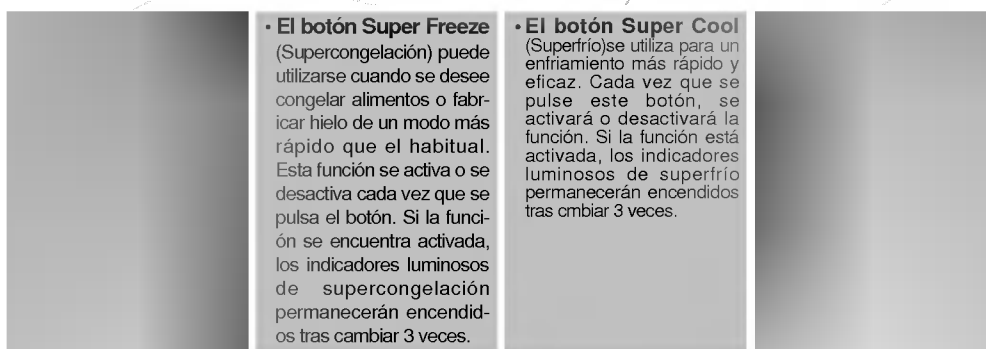 • El botón Super Freeze
(Supercongelación) puede
utilizarse cuando se desee
congelar alimentos o fabr-
icar hielo de un modo más
rápido que el habitual.
Esta función se activa o se
desactiva cada vez que se
pulsa el botón. Si la funci-
ón se encuentra activada,
los indicadores luminosos
de supercongelación
permanecerán encendid-
os tras cambiar 3 veces.
• El botón Super Cool
(Superfrío)se utiliza para un
enfriamiento más rápido y
eficaz. Cada vez que se
pulse este botón, se
activará o desactivará la
función. Si la función está
activada, los indicadores
luminosos de superfrío
permanecerán encendidos
tras cmbiar 3 veces.